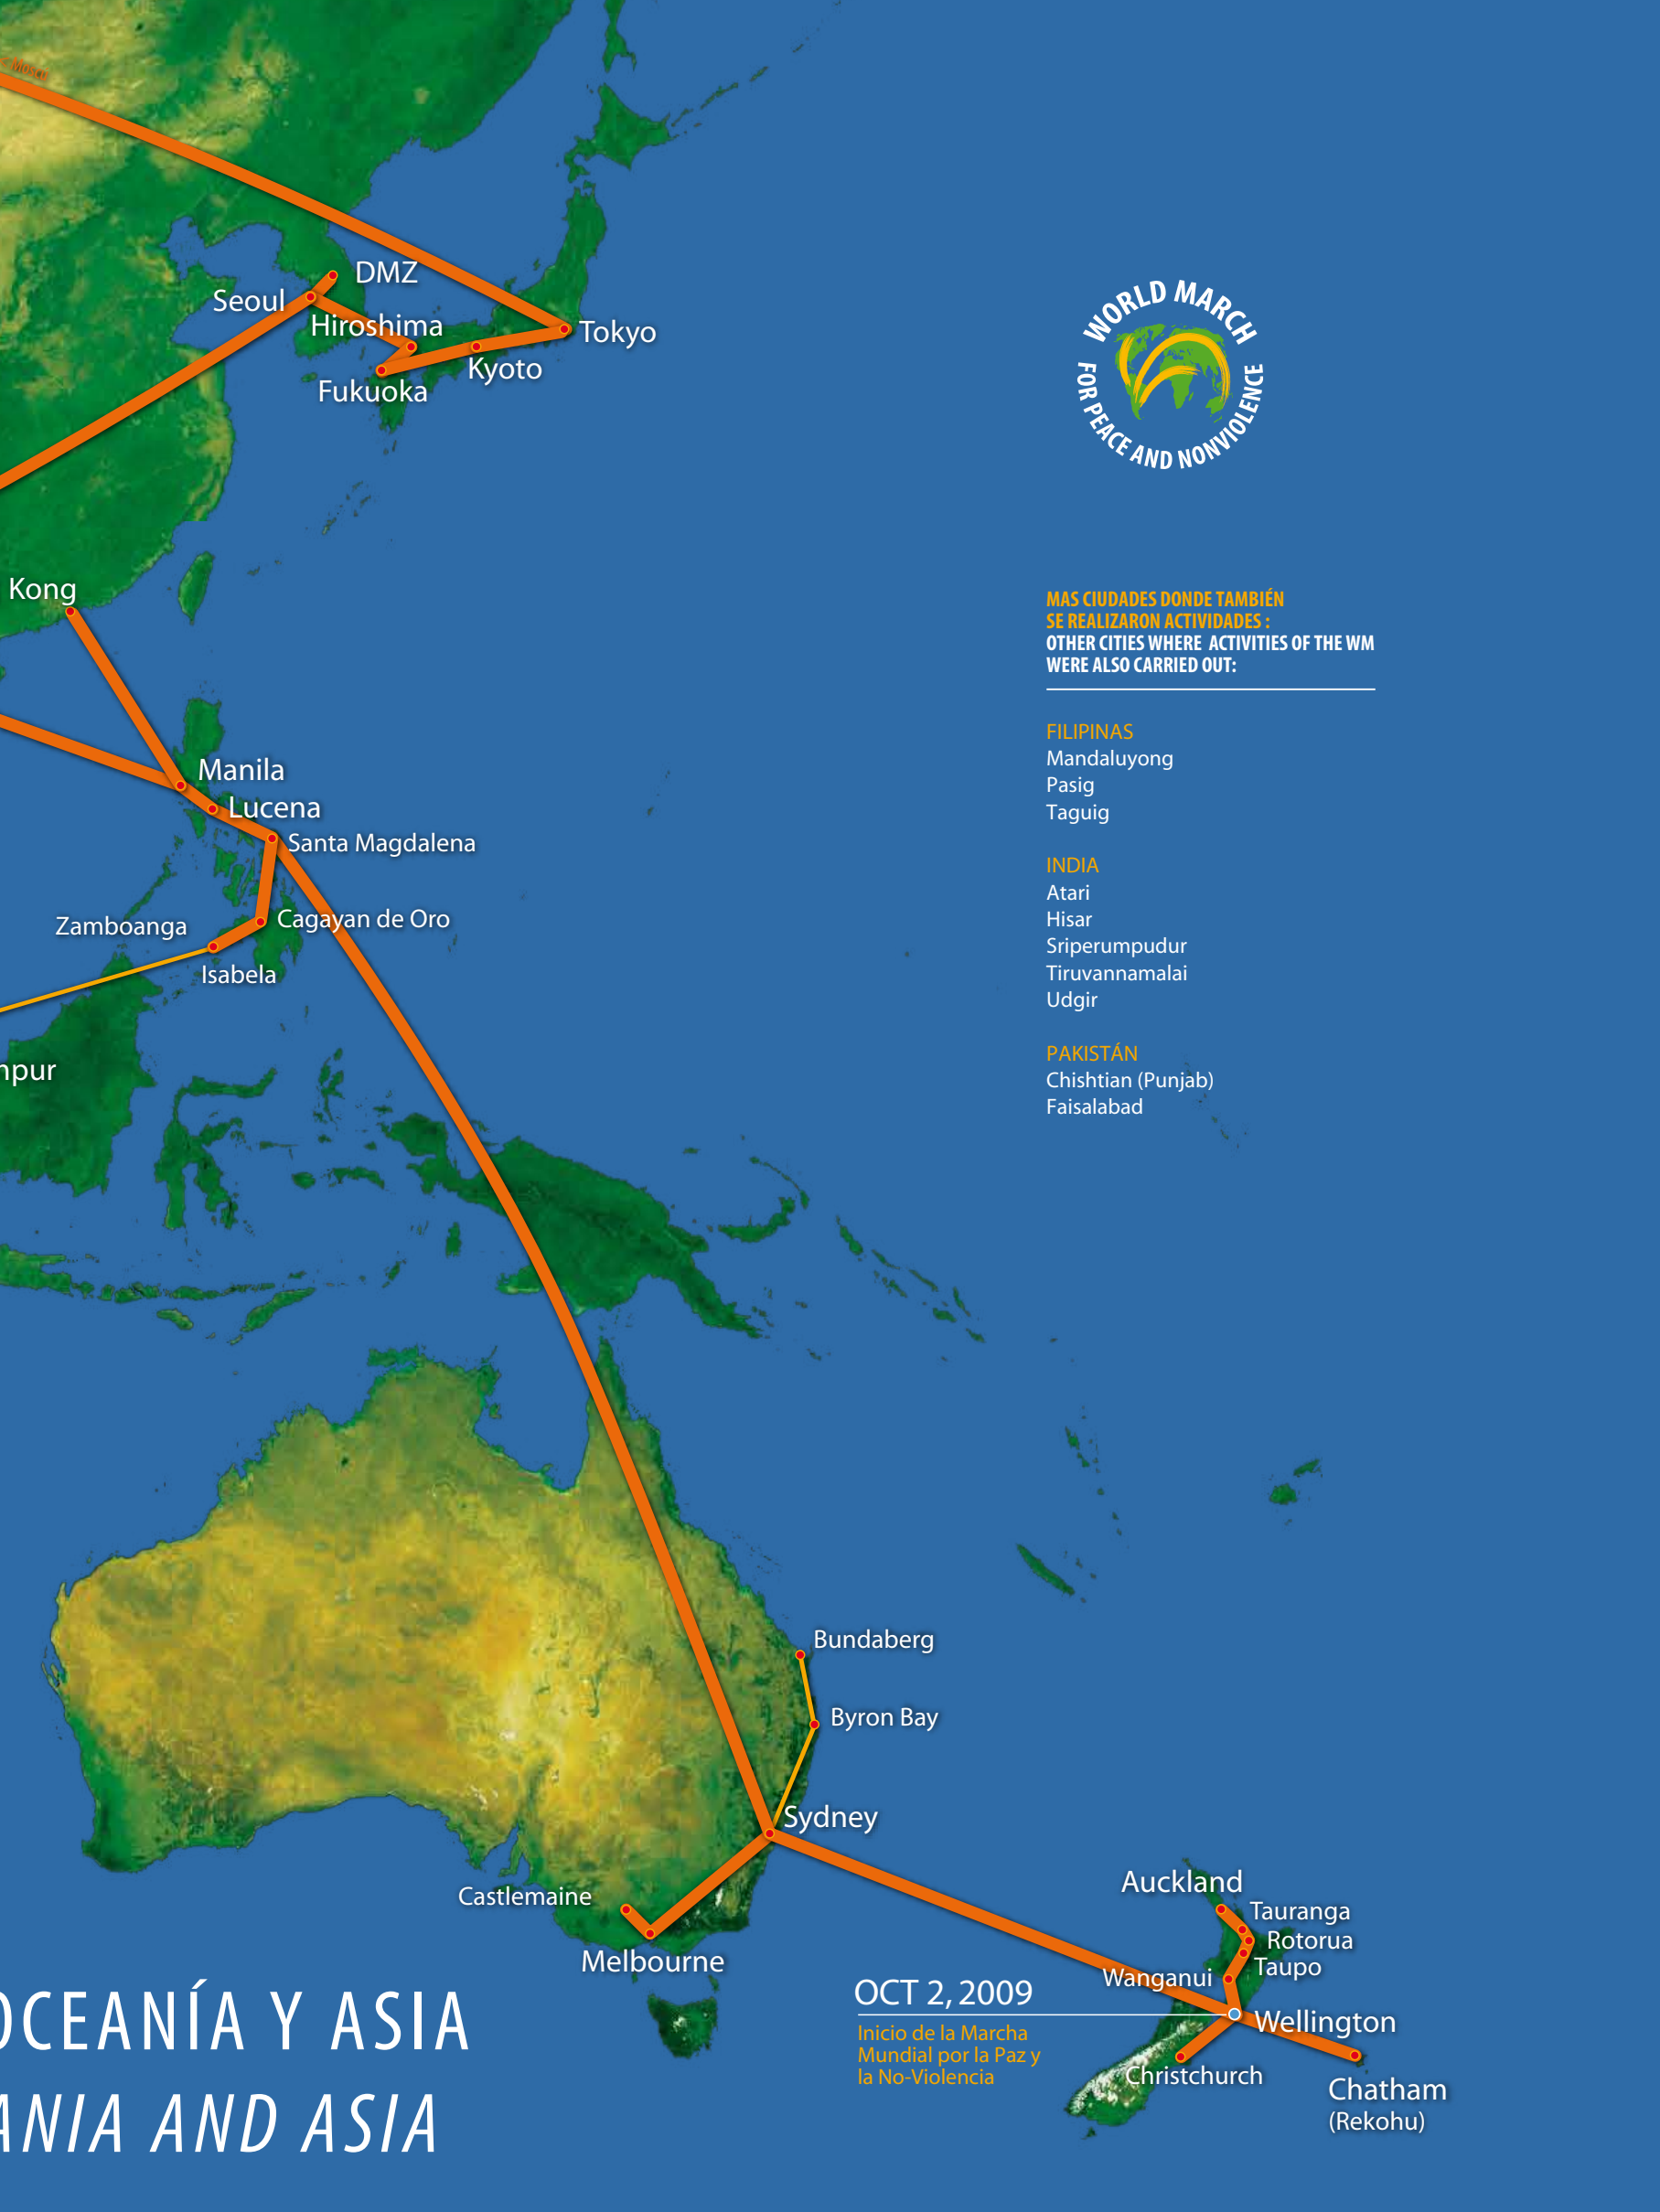 Moscú
DMZ
Seoul
Hiroshima
Tokyo
Kyoto
Fukuoka
WORLD MARCH
FOR PEACE AND NONVIOLENCE
Kong
MAS CIUDADES DONDE TAMBIÉN
SE REALIZARON ACTIVIDADES :
OTHER CITIES WHERE ACTIVITIES OF THE WM
WERE ALSO CARRIED OUT:
FILIPINAS
Mandaluyong
Pasig
Taguig
INDIA
Atari
Hisar
Sriperumpudur
Tiruvannamalai
Udgir
PAKISTÁN
Chishtian (Punjab)
Faisalabad
Manila
Lucena
Santa Magdalena
Cagayan de Oro
Zamboanga
Isabela
mpur
Bundaberg
Byron Bay
Sydney
Castlemaine
Melbourne
Auckland
Tauranga
Rotorua
Taupo
Wanganui
OCT 2, 2009
Inicio de la Marcha
Mundial por la Paz y
la No-Violencia
Wellington
Christchurch
Chatham
(Rekohu)
OCEANÍA Y ASIA
ANIA AND ASIA